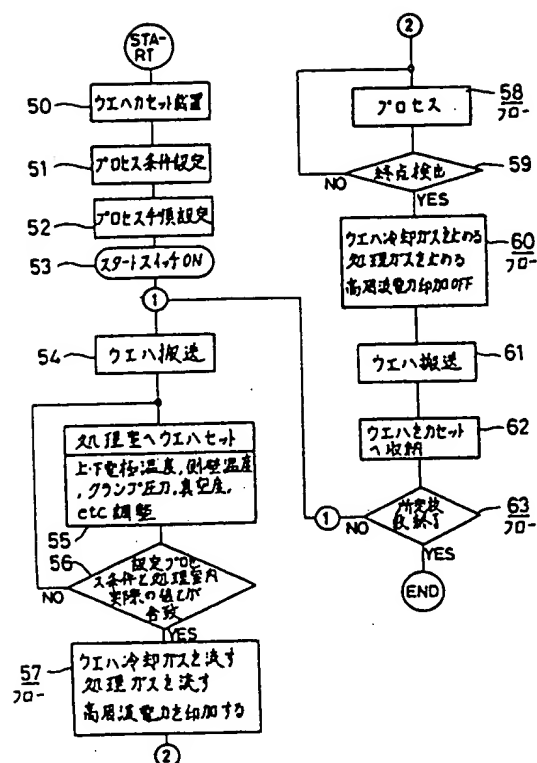 STA-
RT
50
ウエハカセット設置
51
プロセス条件設定
52
プロセス手順設定
53
スタートスイッチON
1
54
ウエハ搬送
処理室へウエハセット
上・下電極温度,側壁温度
,クランプ圧力,真空度,
etc調整
55
56
設定プロセ
ス条件と処理室内
実際の値とが
合致
NO
YES
57
フロー
ウエハ冷却ガスを流す
処理ガスを流す
高周波電力を印加する
2
2
58
フロー
プロセス
59
終点検出
NO
YES
60
フロー
ウエハ冷却ガスを止める
処理ガスを止める
高周波電力印加OFF
61
ウエハ搬送
62
ウエハをカセット
へ収納
63
フロー
所定枚
数終了
1
NO
YES
END